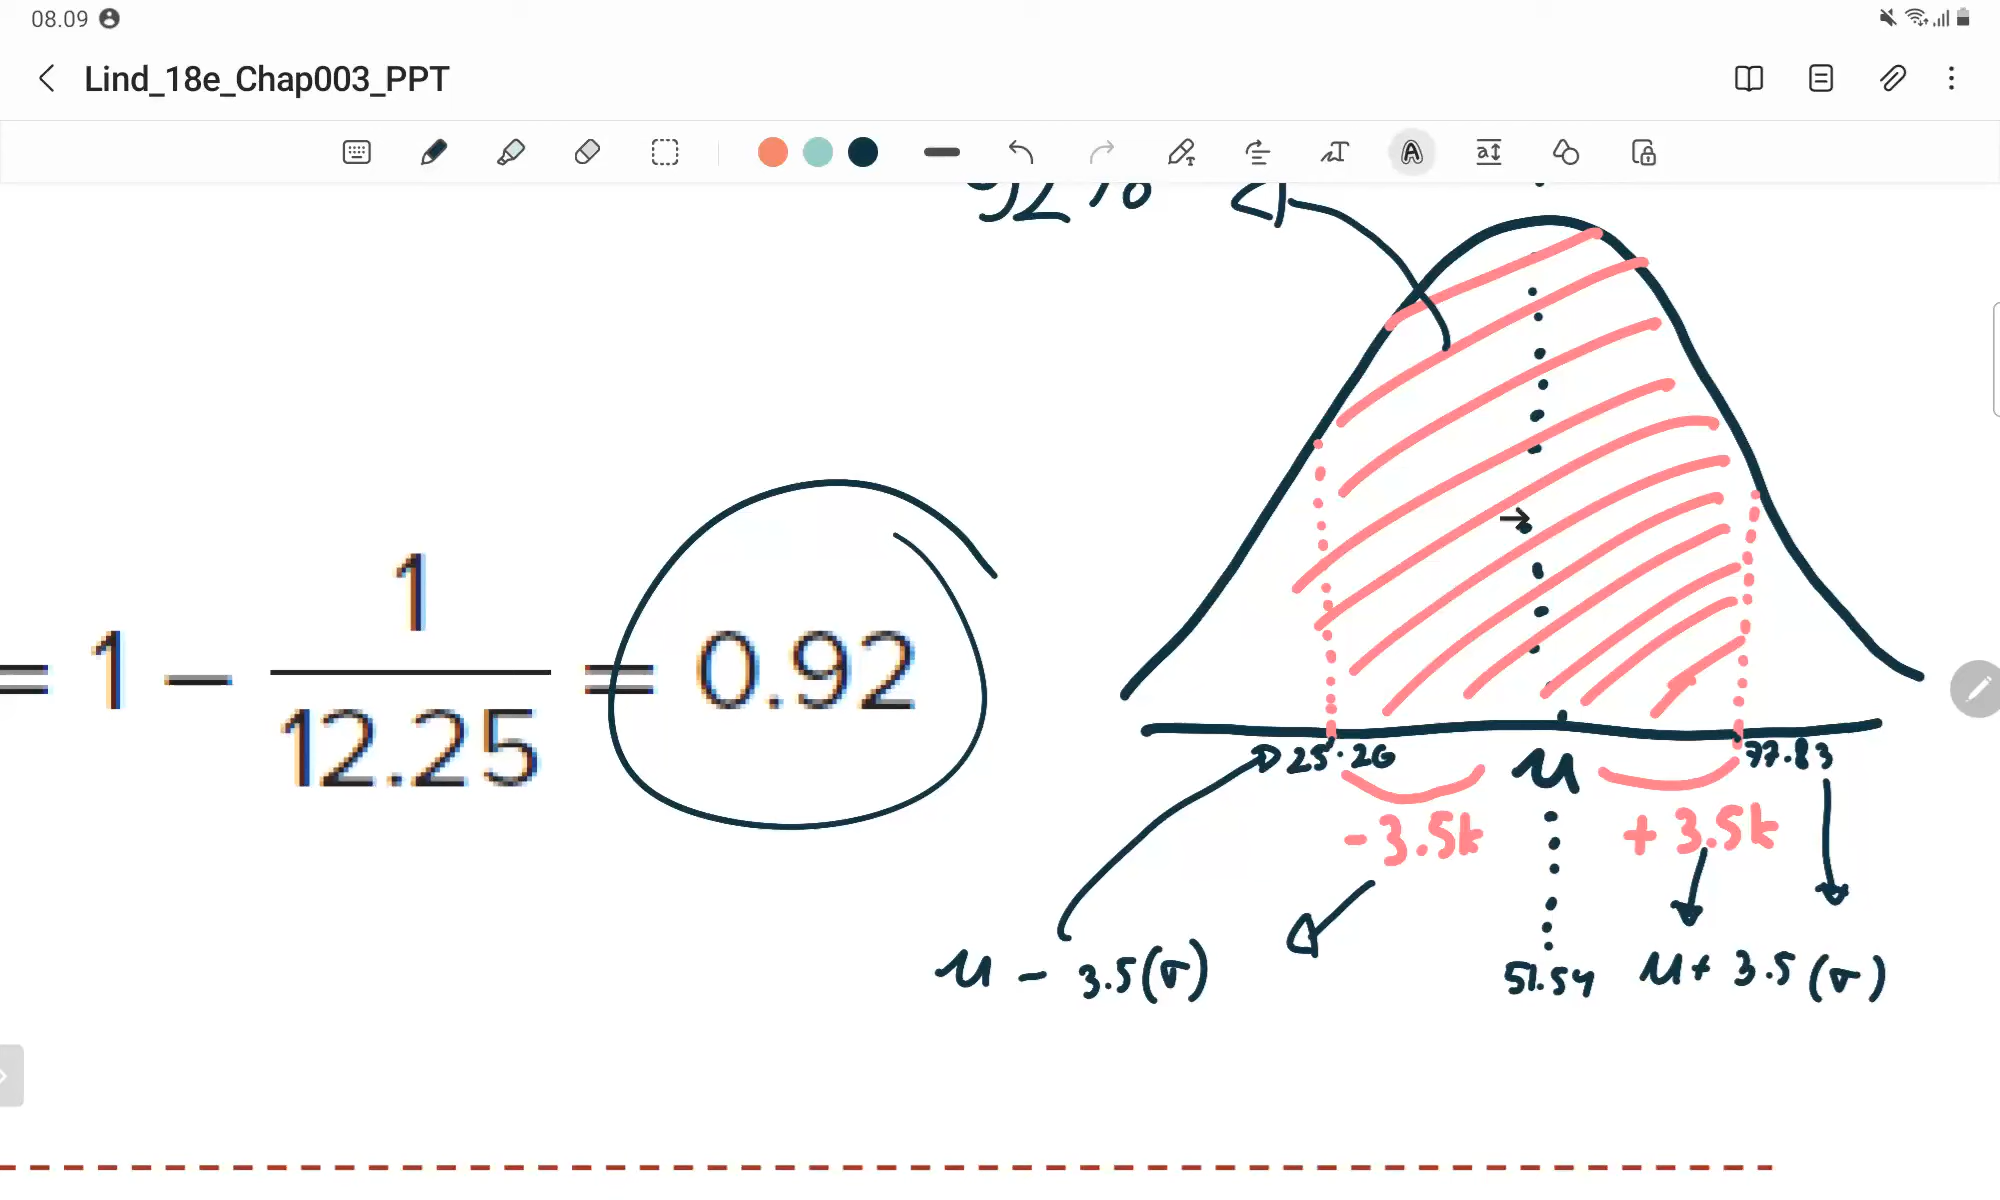 08.09
Lind_18e_Chap003_PPT
92%
= 1 − 1/12.25 = 0.92
25.26 μ 77.83
- 3.5k + 3.5k
μ - 3.5(σ) 51.54 μ + 3.5(σ)